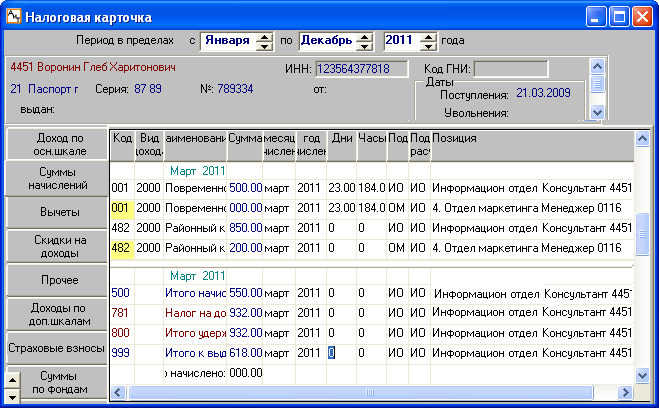 Налоговая карточка
Период в пределах с Января по Декабрь 2011 года
4451 Воронин Глеб Харитонович ИНН: 123564377818 Код ГНИ:
Даты
21 Паспорт г Серия: 87 89 №: 789334 от: Поступления: 21.03.2009
выдан: Увольнения:
Доход по осн.шкале
Суммы начислений
Вычеты
Скидки на доходы
Прочее
Доходы по доп.шкалам
Страховые взносы
Суммы по фондам
Код Вид дохода аименовани Сумма месяц числен год числен Дни Часы Под Под расч Позиция
Март 2011
001 2000 Повременно 500.00 март 2011 23.00 184.0 ИО ИО Информацион отдел Консультант 4451
001 2000 Повременно 000.00 март 2011 23.00 184.0 ОМ ИО 4. Отдел маркетинга Менеджер 0116
482 2000 Районный к 850.00 март 2011 0 0 ИО ИО Информацион отдел Консультант 4451
482 2000 Районный к 200.00 март 2011 0 0 ОМ ИО 4. Отдел маркетинга Менеджер 0116
Март 2011
500 Итого начис 550.00 март 2011 0 0 ИО ИО Информацион отдел Консультант 4451
781 Налог на до 932.00 март 2011 0 0 ИО ИО Информацион отдел Консультант 4451
800 Итого удерж 932.00 март 2011 0 0 ИО ИО Информацион отдел Консультант 4451
999 Итого к выд 618.00 март 2011 0 0 ИО ИО Информацион отдел Консультант 4451
о начислено: 000.00